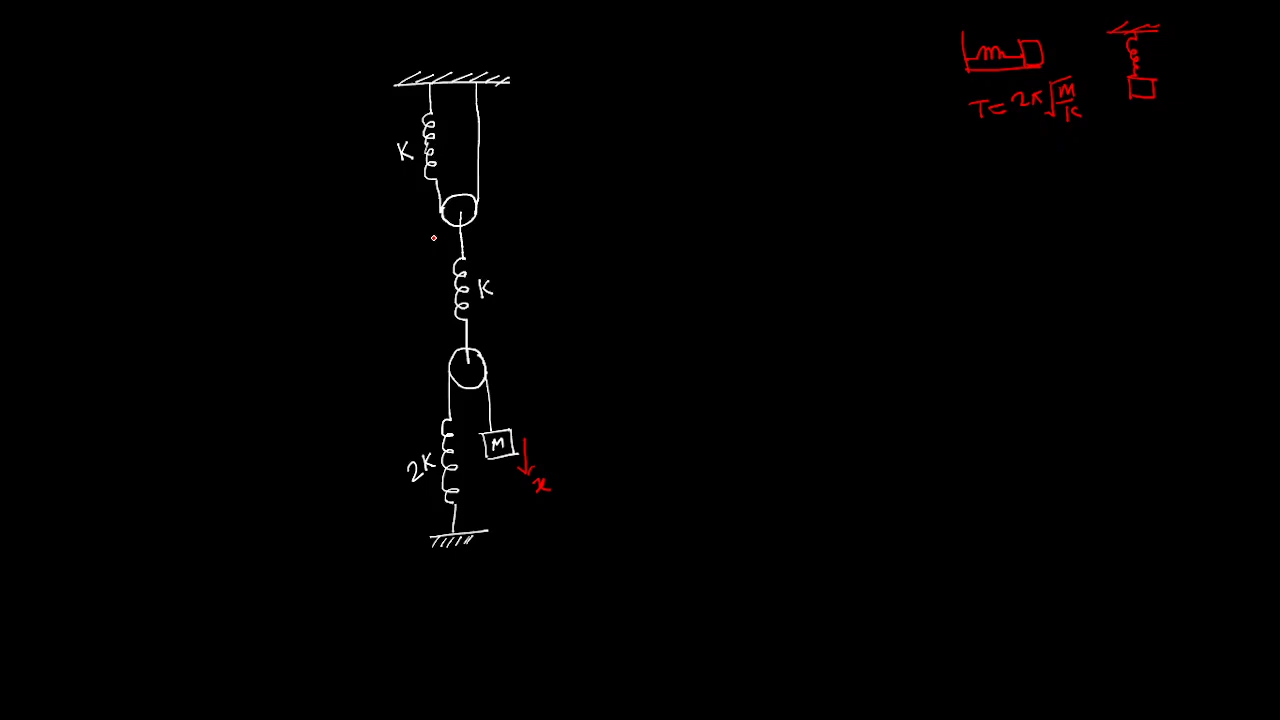 T = 2π √M/K
K
K
M
2K
x